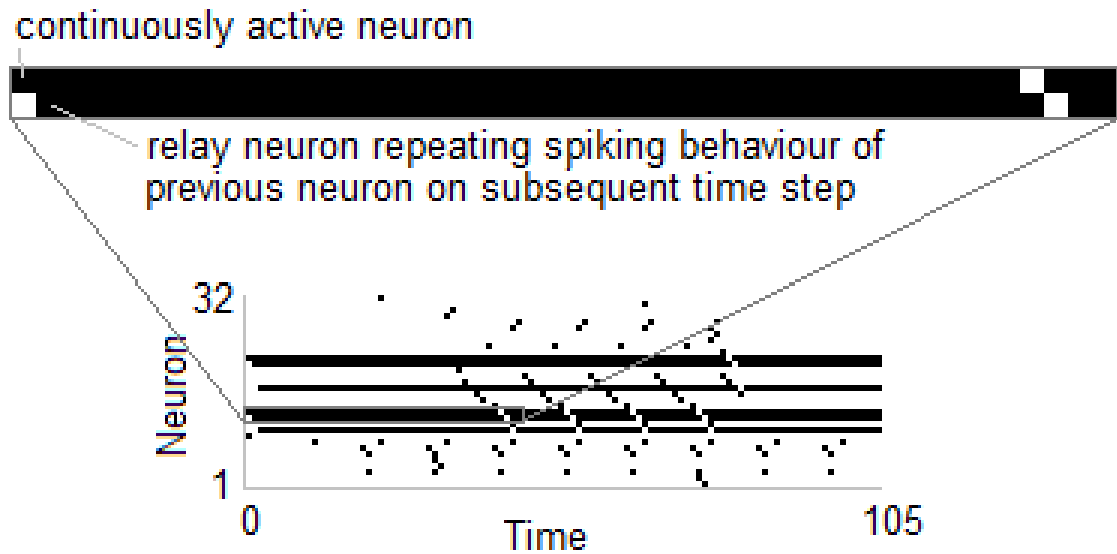 continuously active neuron
relay neuron repeating spiking behaviour of
previous neuron on subsequent time step
32
Neuron
1
0
105
Time